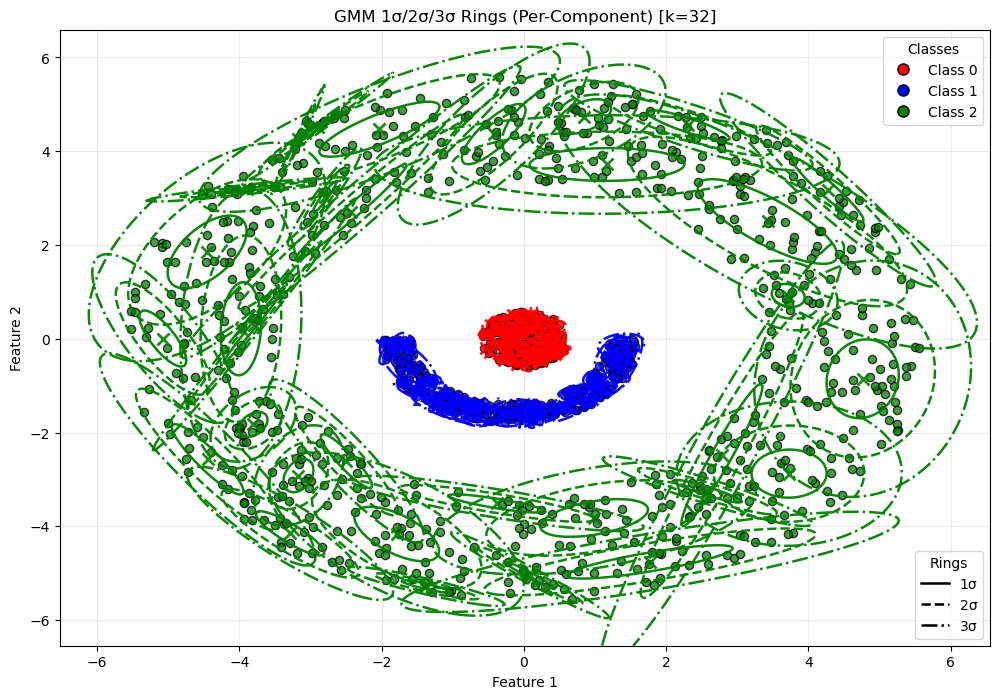 GMM 1σ/2σ/3σ Rings (Per-Component) [k=32]
Classes
Class 0
Class 1
Class 2
6
4
2
0
−2
−4
−6
Feature 2
Rings
1σ
2σ
3σ
−6
−4
−2
0
2
4
6
Feature 1